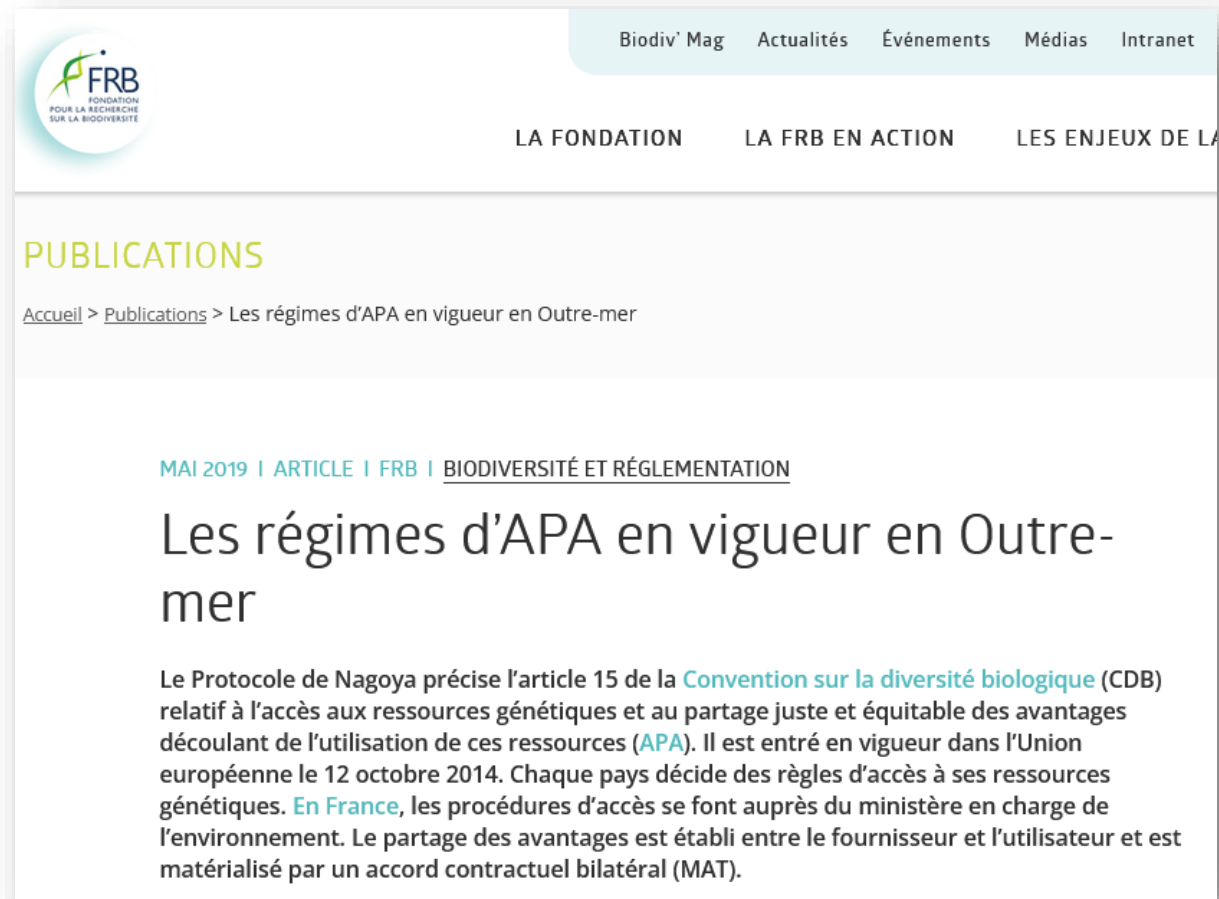 FRB
FONDATION
POUR LA RECHERCHE
SUR LA BIODIVERSITÉ
Biodiv' Mag Actualités Événements Médias Intranet
LA FONDATION LA FRB EN ACTION LES ENJEUX DE LA
PUBLICATIONS
Accueil > Publications > Les régimes d'APA en vigueur en Outre-mer
MAI 2019 I ARTICLE I FRB I BIODIVERSITÉ ET RÉGLEMENTATION
Les régimes d'APA en vigueur en Outre-
mer
Le Protocole de Nagoya précise l'article 15 de la Convention sur la diversité biologique (CDB)
relatif à l'accès aux ressources génétiques et au partage juste et équitable des avantages
découlant de l'utilisation de ces ressources (APA). Il est entré en vigueur dans l'Union
européenne le 12 octobre 2014. Chaque pays décide des règles d'accès à ses ressources
génétiques. En France, les procédures d'accès se font auprès du ministère en charge de
l'environnement. Le partage des avantages est établi entre le fournisseur et l'utilisateur et est
matérialisé par un accord contractuel bilatéral (MAT).